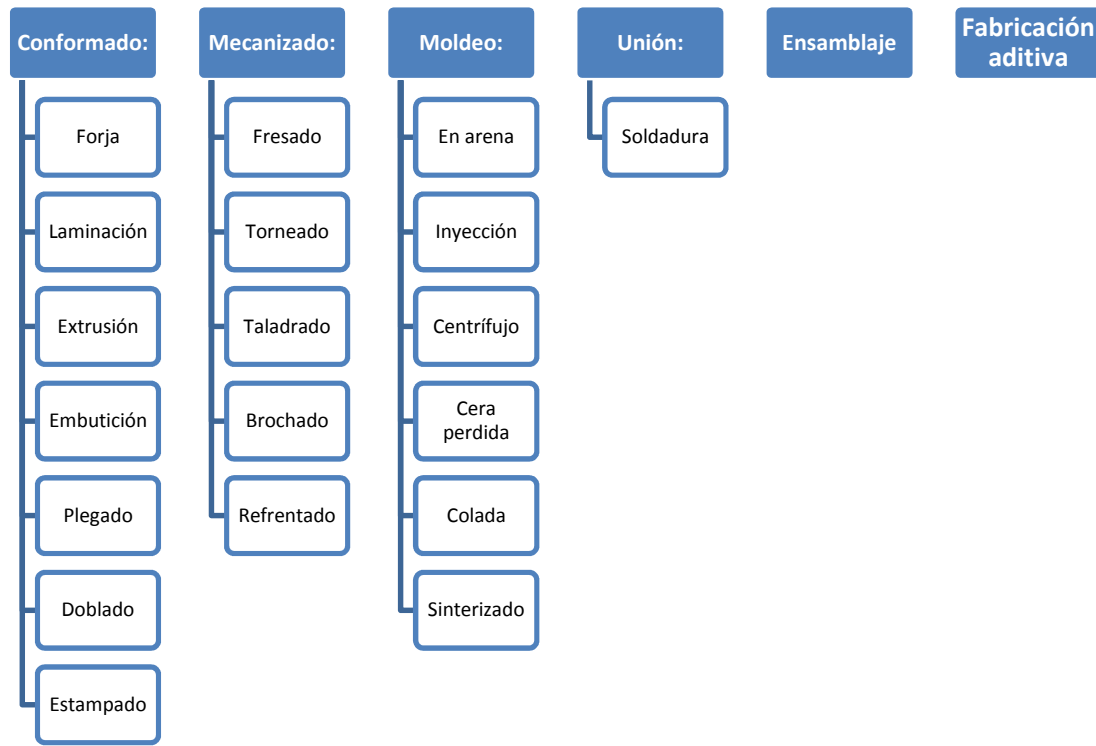 Conformado:
Forja
Laminación
Extrusión
Embutición
Plegado
Doblado
Estampado
Mecanizado:
Fresado
Torneado
Taladrado
Brochado
Refrentado
Moldeo:
En arena
Inyección
Centrífujo
Cera
perdida
Colada
Sinterizado
Unión:
Soldadura
Ensamblaje
Fabricación
aditiva